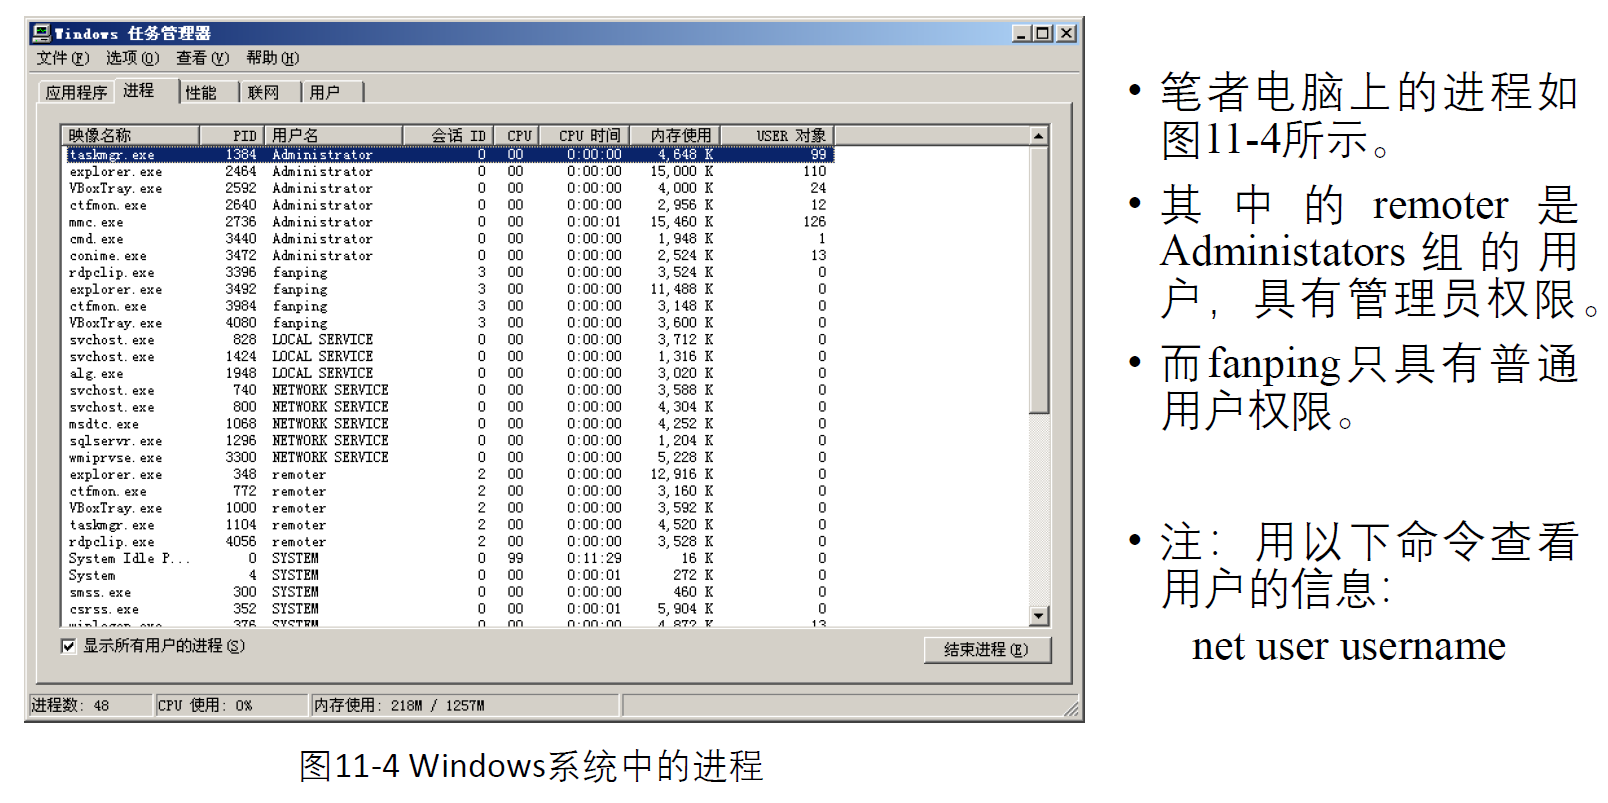 Windows 任务管理器
文件(F) 选项(O) 查看(V) 帮助(H)
应用程序 进程 性能 联网 用户
映像名称 PID 用户名 会话 ID CPU CPU 时间 内存使用 USER 对象
taskmgr.exe 1384 Administrator 0 00 0:00:00 4,648 K 99
explorer.exe 2464 Administrator 0 00 0:00:00 15,000 K 110
VBoxTray.exe 2592 Administrator 0 00 0:00:00 4,000 K 24
ctfmon.exe 2640 Administrator 0 00 0:00:00 2,956 K 12
mmc.exe 2736 Administrator 0 00 0:00:01 15,460 K 126
cmd.exe 3440 Administrator 0 00 0:00:00 1,948 K 1
conime.exe 3472 Administrator 0 00 0:00:00 2,524 K 13
rdpclip.exe 3396 fanping 3 00 0:00:00 3,524 K 0
explorer.exe 3492 fanping 3 00 0:00:00 11,488 K 0
ctfmon.exe 3984 fanping 3 00 0:00:00 3,148 K 0
VBoxTray.exe 4080 fanping 3 00 0:00:00 3,600 K 0
svchost.exe 828 LOCAL SERVICE 0 00 0:00:00 3,712 K 0
svchost.exe 1424 LOCAL SERVICE 0 00 0:00:00 1,316 K 0
alg.exe 1948 LOCAL SERVICE 0 00 0:00:00 3,020 K 0
svchost.exe 740 NETWORK SERVICE 0 00 0:00:00 3,588 K 0
svchost.exe 800 NETWORK SERVICE 0 00 0:00:00 4,304 K 0
msdtc.exe 1068 NETWORK SERVICE 0 00 0:00:00 4,252 K 0
sqlservr.exe 1296 NETWORK SERVICE 0 00 0:00:00 1,204 K 0
wmiprvse.exe 3300 NETWORK SERVICE 0 00 0:00:00 5,228 K 0
explorer.exe 348 remoter 2 00 0:00:00 12,916 K 0
ctfmon.exe 772 remoter 2 00 0:00:00 3,160 K 0
VBoxTray.exe 1000 remoter 2 00 0:00:00 3,592 K 0
taskmgr.exe 1104 remoter 2 00 0:00:00 4,520 K 0
rdpclip.exe 4056 remoter 2 00 0:00:00 3,528 K 0
System Idle P... 0 SYSTEM 0 99 0:11:29 16 K 0
System 4 SYSTEM 0 00 0:00:01 272 K 0
smss.exe 300 SYSTEM 0 00 0:00:00 460 K 0
csrss.exe 352 SYSTEM 0 00 0:00:01 5,904 K 0
winlogon.exe 376 SYSTEM 0 00 0:00:00 4,872 K 13
显示所有用户的进程(S)
结束进程(E)
进程数: 48 CPU 使用: 0% 内存使用: 218M / 1257M
图11-4 Windows系统中的进程
• 笔者电脑上的进程如
图11-4所示。
• 其中的remoter是
Administators组的用
户，具有管理员权限。
• 而fanping只具有普通
用户权限。
• 注：用以下命令查看
用户的信息：
net user username